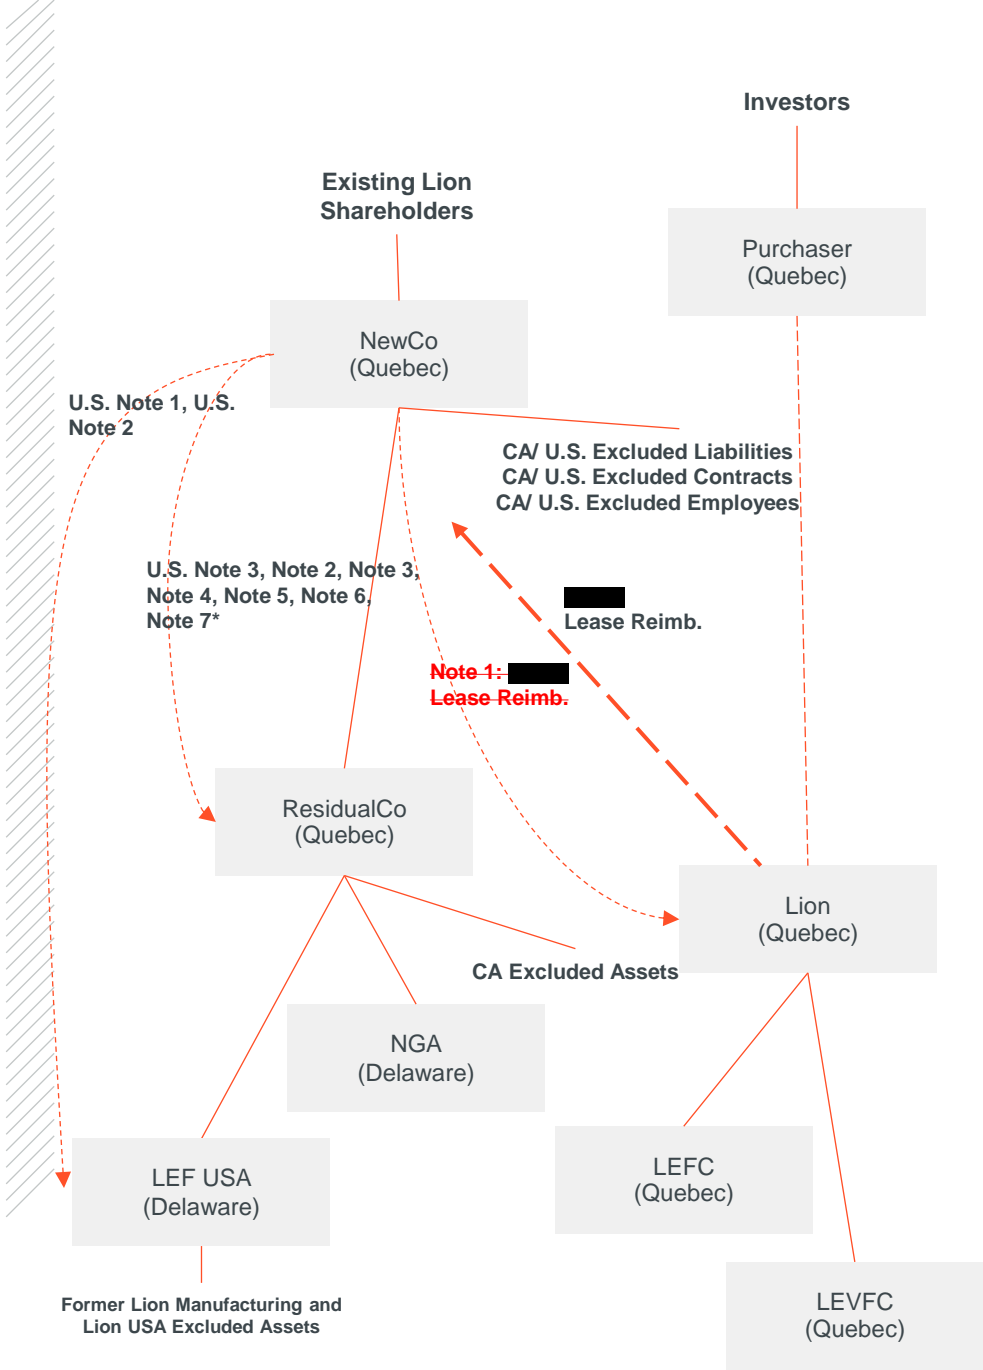 Investors
Existing Lion
Shareholders
Purchaser
(Quebec)
NewCo
(Quebec)
U.S. Note 1, U.S.
Note 2
CA/ U.S. Excluded Liabilities
CA/ U.S. Excluded Contracts
CA/ U.S. Excluded Employees
U.S. Note 3, Note 2, Note 3,
Note 4, Note 5, Note 6,
Note 7*
Lease Reimb.
Note 1:
Lease Reimb.
ResidualCo
(Quebec)
Lion
(Quebec)
CA Excluded Assets
NGA
(Delaware)
LEF USA
(Delaware)
LEFC
(Quebec)
Former Lion Manufacturing and
Lion USA Excluded Assets
LEVFC
(Quebec)